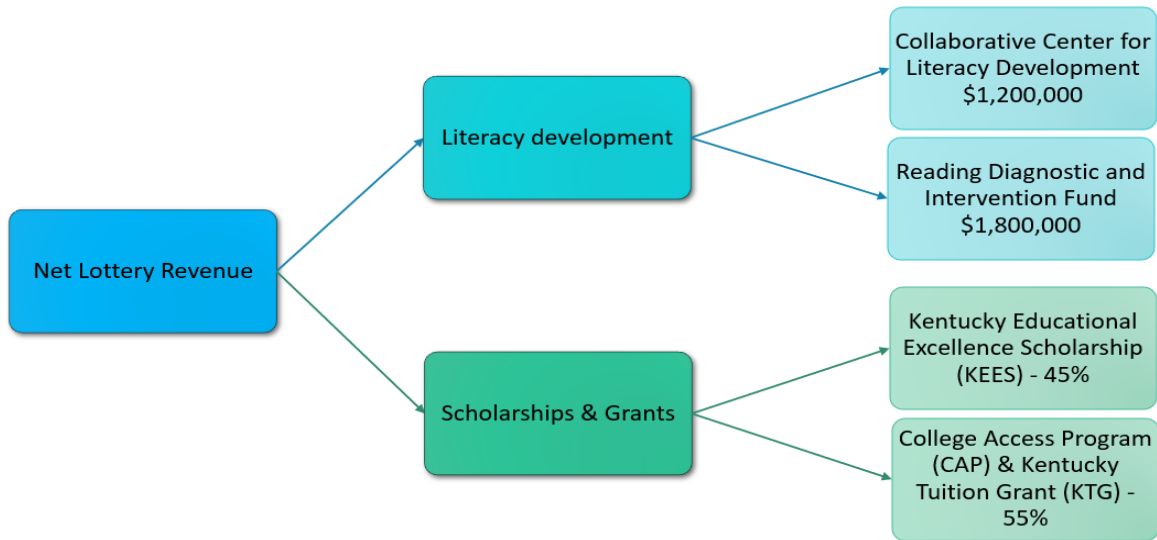 Net Lottery Revenue
Literacy development
Collaborative Center for
Literacy Development
$1,200,000
Reading Diagnostic and
Intervention Fund
$1,800,000
Scholarships & Grants
Kentucky Educational
Excellence Scholarship
(KEES) - 45%
College Access Program
(CAP) & Kentucky
Tuition Grant (KTG) -
55%